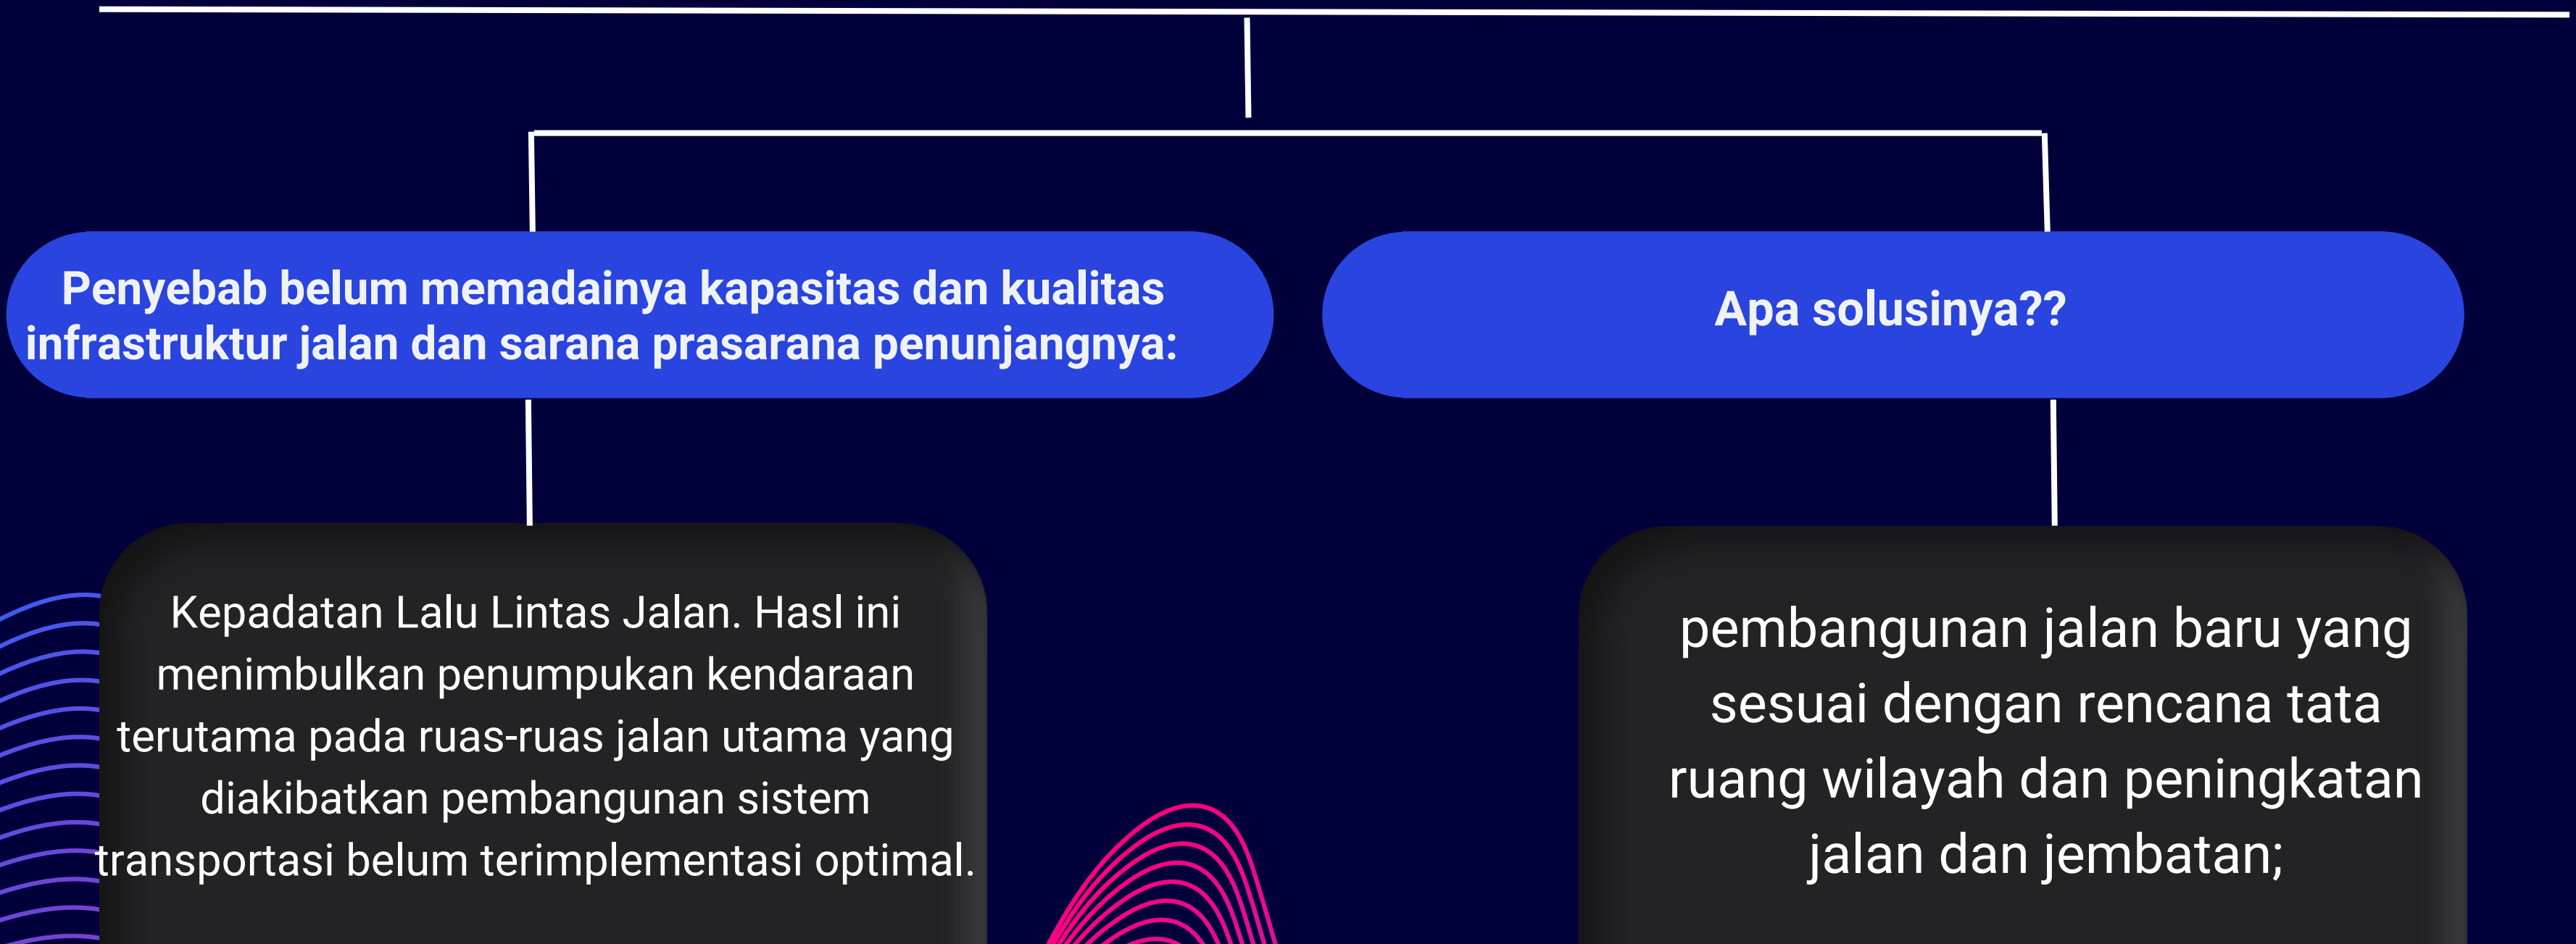 Penyebab belum memadainya kapasitas dan kualitas
infrastruktur jalan dan sarana prasarana penunjangnya:
Apa solusinya??
Kepadatan Lalu Lintas Jalan. Hasl ini
menimbulkan penumpukan kendaraan
terutama pada ruas-ruas jalan utama yang
diakibatkan pembangunan sistem
transportasi belum terimplementasi optimal.
pembangunan jalan baru yang
sesuai dengan rencana tata
ruang wilayah dan peningkatan
jalan dan jembatan;